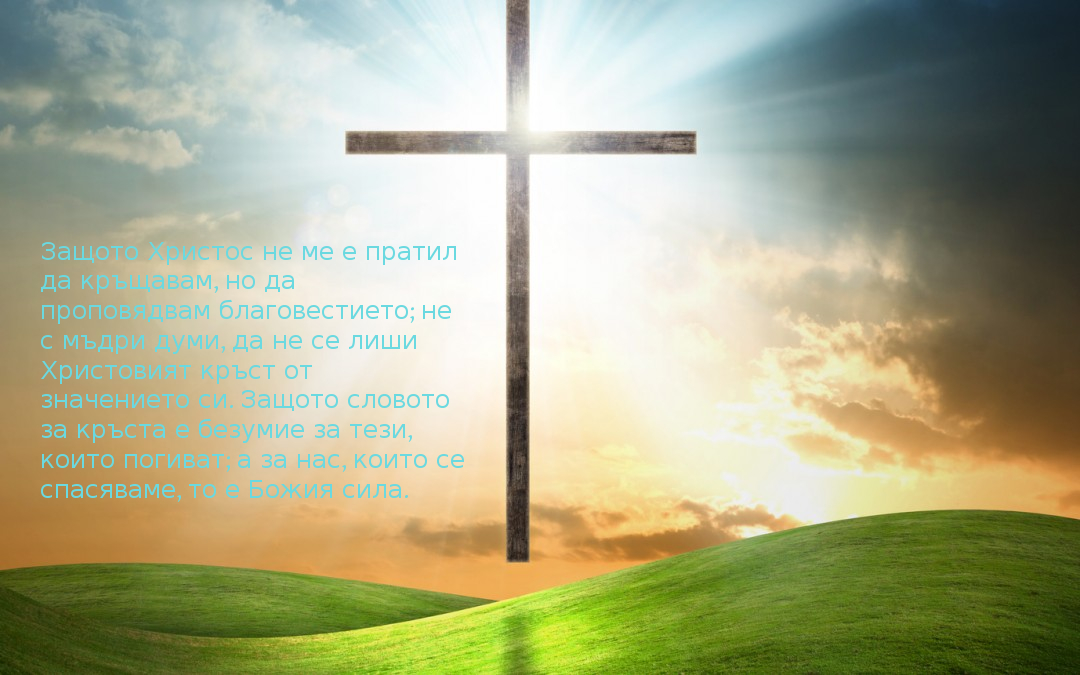 Защото Христос не ме е пратил
да кръщавам, но да
проповядвам благовестието; не
с мъдри думи, да не се лиши
Христовият кръст от
значението си. Защото словото
за кръста е безумие за тези,
които погиват; а за нас, които се
спасяваме, то е Божия сила.